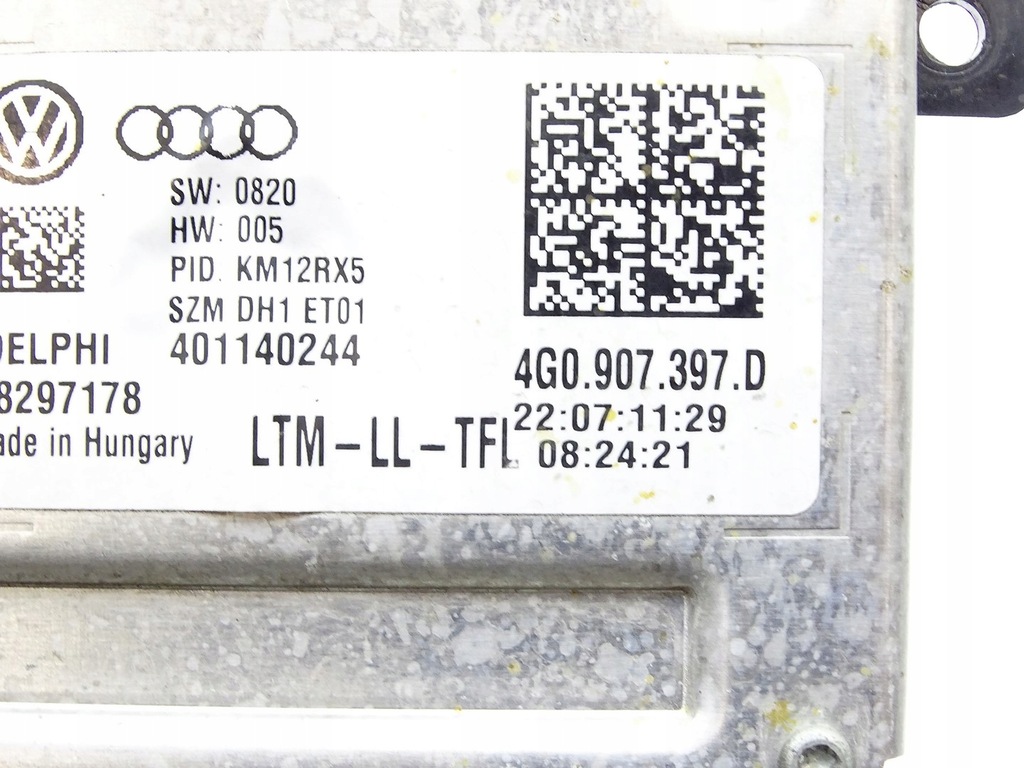 SW: 0820
HW: 005
PID. KM12RX5
SZM DH1 ET01
DELPHI 401140244
8297178
ade in Hungary
LTM-LL-TFL
4G0.907.397.D
22:07:11:29
08:24:21